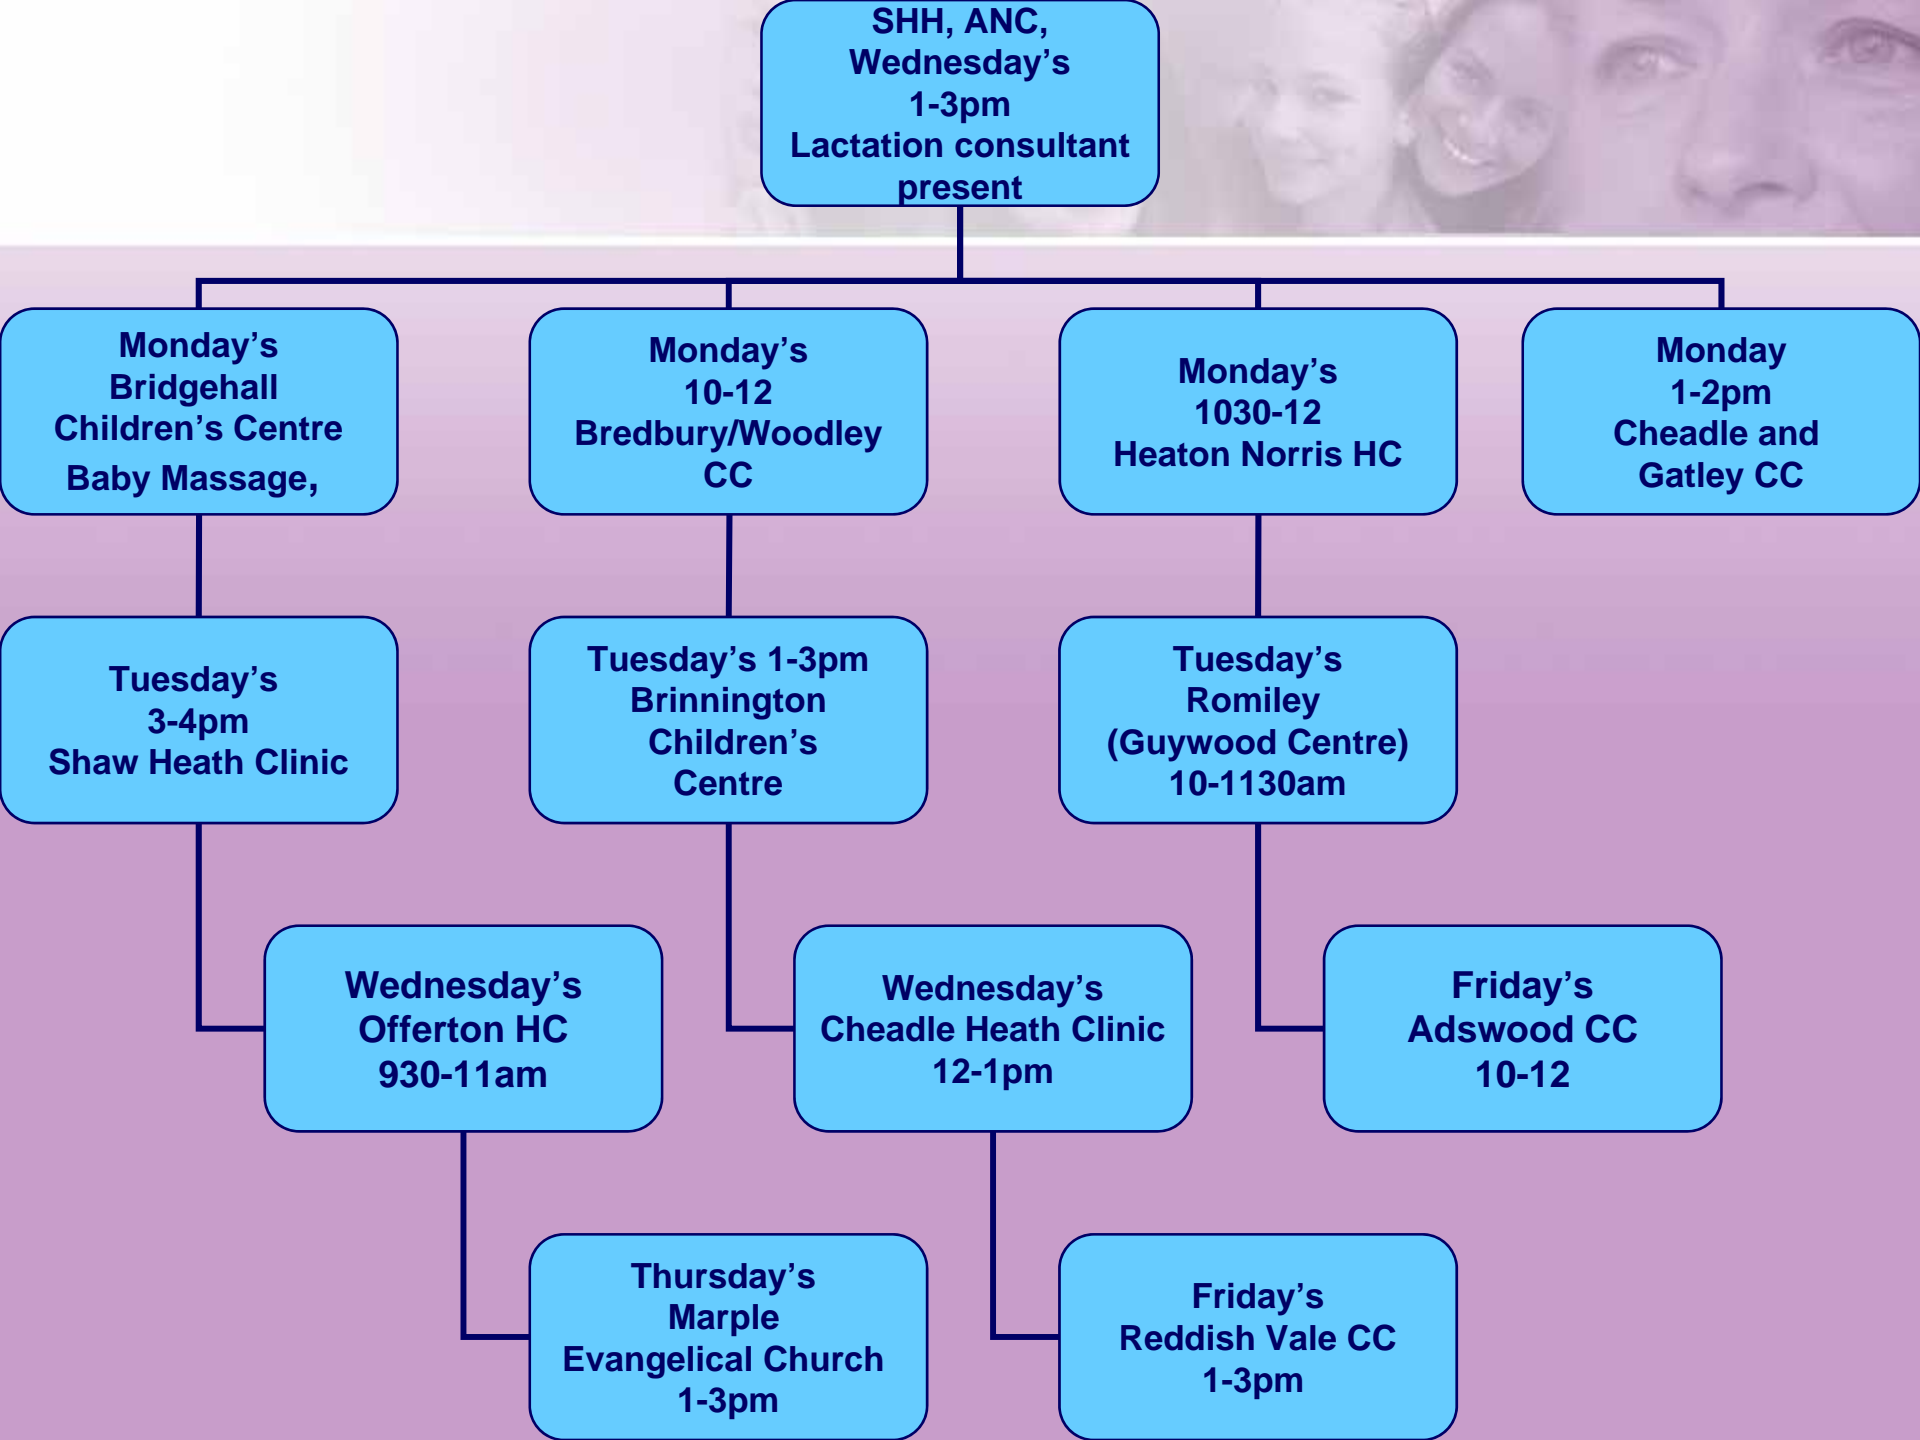 SHH, ANC,
Wednesday’s
1-3pm
Lactation consultant
present
Monday’s
Bridgehall
Children’s Centre
Baby Massage,
Monday’s
10-12
Bredbury/Woodley
CC
Monday’s
1030-12
Heaton Norris HC
Monday
1-2pm
Cheadle and
Gatley CC
Tuesday’s
3-4pm
Shaw Heath Clinic
Tuesday’s 1-3pm
Brinnington
Children’s
Centre
Tuesday’s
Romiley
(Guywood Centre)
10-1130am
Wednesday’s
Offerton HC
930-11am
Wednesday’s
Cheadle Heath Clinic
12-1pm
Friday’s
Adswood CC
10-12
Thursday’s
Marple
Evangelical Church
1-3pm
Friday’s
Reddish Vale CC
1-3pm